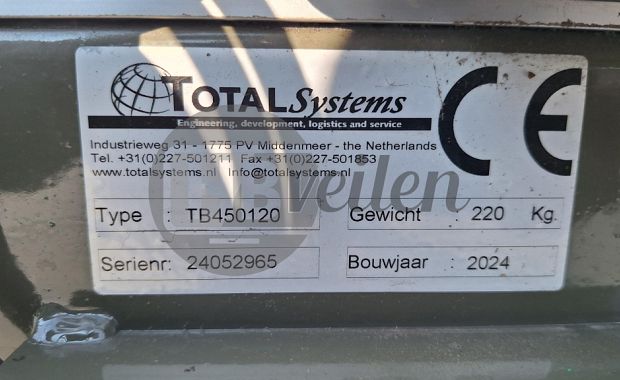 TOTAL Systems
Engineering, development, logistics and service
CE
Industrieweg 31 - 1775 PV Middenmeer - the Netherlands
Tel. +31(0)227-501211 Fax +31(0)227-501853
www.totalsystems.nl Info@totalsystems.nl
veilen
Type : TB450120 Gewicht : 220 Kg.
Serienr: 24052965 Bouwjaar : 2024